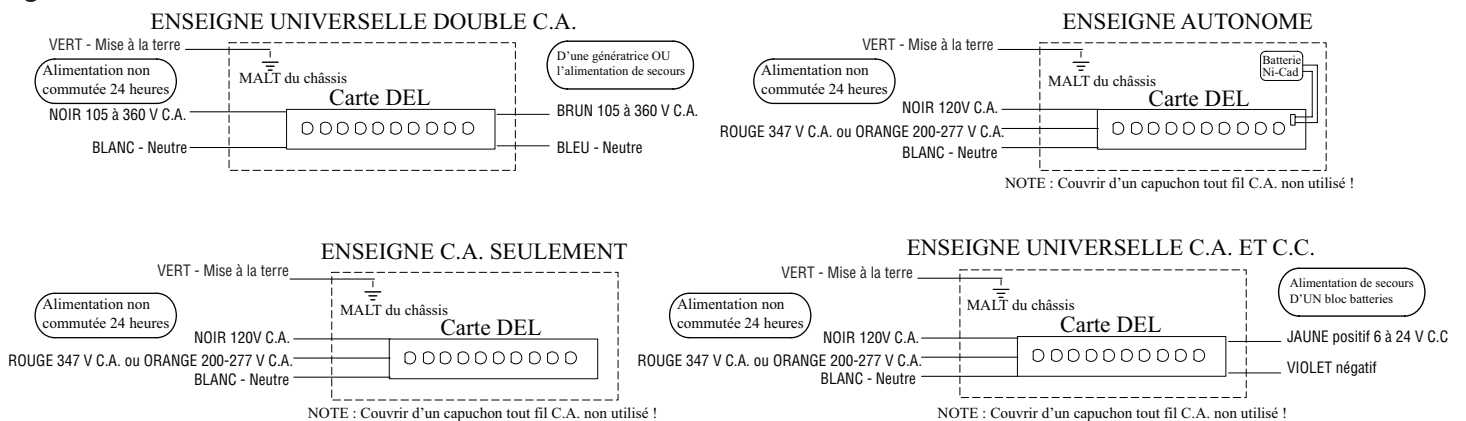 ENSEIGNE UNIVERSELLE DOUBLE C.A.
VERT - Mise à la terre
Alimentation non
commutée 24 heures
MALT du châssis
D'une génératrice OU
l'alimentation de secours
Carte DEL
NOIR 105 à 360 V C.A.
BRUN 105 à 360 V C.A.
BLANC - Neutre
BLEU - Neutre
ENSEIGNE AUTONOME
VERT - Mise à la terre
Alimentation non
commutée 24 heures
MALT du châssis
Batterie
Ni-Cad
Carte DEL
NOIR 120V C.A.
ROUGE 347 V C.A. ou ORANGE 200-277 V C.A.
BLANC - Neutre
NOTE : Couvrir d'un capuchon tout fil C.A. non utilisé !
ENSEIGNE C.A. SEULEMENT
VERT - Mise à la terre
Alimentation non
commutée 24 heures
MALT du châssis
Carte DEL
NOIR 120V C.A.
ROUGE 347 V C.A. ou ORANGE 200-277 V C.A.
BLANC - Neutre
NOTE : Couvrir d'un capuchon tout fil C.A. non utilisé !
ENSEIGNE UNIVERSELLE C.A. ET C.C.
VERT - Mise à la terre
Alimentation non
commutée 24 heures
MALT du châssis
Alimentation de secours
D'UN bloc batteries
Carte DEL
NOIR 120V C.A.
JAUNE positif 6 à 24 V C.C
ROUGE 347 V C.A. ou ORANGE 200-277 V C.A.
VIOLET négatif
BLANC - Neutre
NOTE : Couvrir d'un capuchon tout fil C.A. non utilisé !